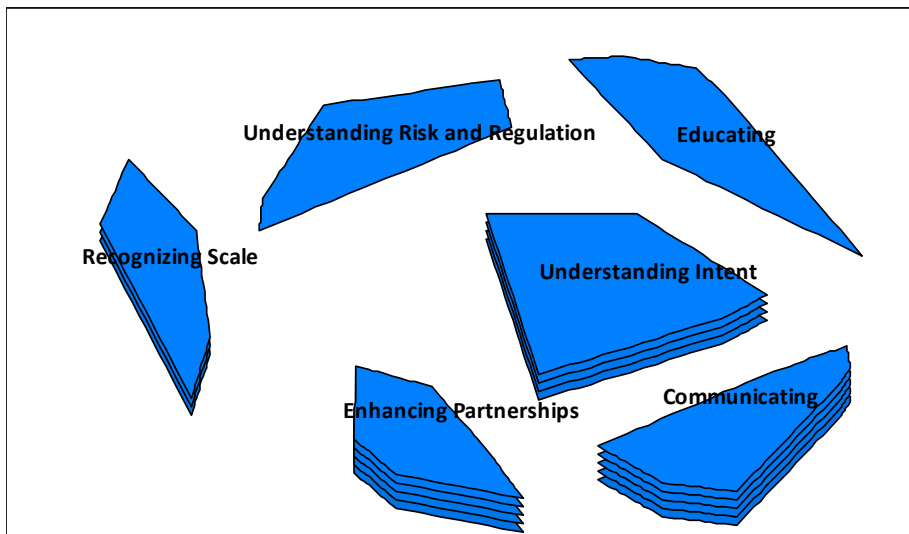 Understanding Risk and Regulation
Educating
Recognizing Scale
Understanding Intent
Enhancing Partnerships
Communicating